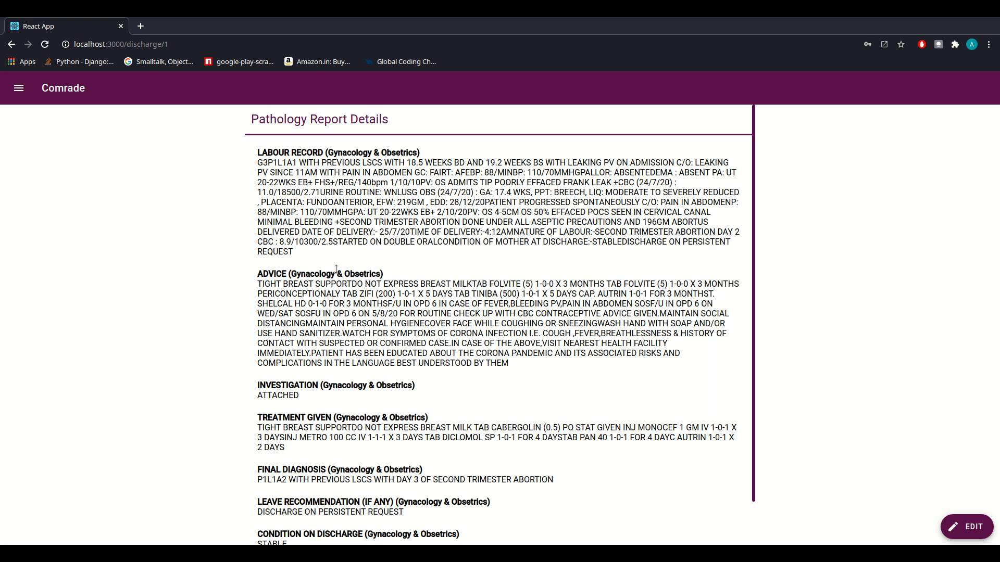 React App
localhost:3000/discharge/1
A
Apps
Python - Django:...
Smalltalk, Object...
google-play-scra...
Amazon.in: Buy...
Global Coding Ch...
Comrade
Pathology Report Details
LABOUR RECORD (Gynacology & Obsetrics)
G3P1L1A1 WITH PREVIOUS LSCS WITH 18.5 WEEKS BD AND 19.2 WEEKS BS WITH LEAKING PV ON ADMISSION C/O: LEAKING
PV SINCE 11AM WITH PAIN IN ABDOMEN GC: FAIRT: AFEBP: 88/MINBP: 110/70MMHGPALLOR: ABSENTEDEMA : ABSENT PA: UT
20-22WKS EB+ FHS+/REG/140bpm 1/10/10PV: OS ADMITS TIP POORLY EFFACED FRANK LEAK +CBC (24/7/20) :
11.0/18500/2.71URINE ROUTINE: WNLUSG OBS (24/7/20) : GA: 17.4 WKS, PPT: BREECH, LIQ: MODERATE TO SEVERELY REDUCED
, PLACENTA: FUNDOANTERIOR, EFW: 219GM , EDD: 28/12/20PATIENT PROGRESSED SPONTANEOUSLY C/O: PAIN IN ABDOMENP:
88/MINBP: 110/70MMHGPA: UT 20-22WKS EB+ 2/10/20PV: OS 4-5CM OS 50% EFFACED POCS SEEN IN CERVICAL CANAL
MINIMAL BLEEDING +SECOND TRIMESTER ABORTION DONE UNDER ALL ASEPTIC PRECAUTIONS AND 196GM ABORTUS
DELIVERED DATE OF DELIVERY:- 25/7/20TIME OF DELIVERY:-4:12AMNATURE OF LABOUR:-SECOND TRIMESTER ABORTION DAY 2
CBC : 8.9/10300/2.5STARTED ON DOUBLE ORALCONDITION OF MOTHER AT DISCHARGE:-STABLEDISCHARGE ON PERSISTENT
REQUEST
ADVICE (Gynacology & Obsetrics)
TIGHT BREAST SUPPORTDO NOT EXPRESS BREAST MILKTAB FOLVITE (5) 1-0-0 X 3 MONTHS TAB FOLVITE (5) 1-0-0 X 3 MONTHS
PERICONCEPTIONALY TAB ZIFI (200) 1-0-1 X 5 DAYS TAB TINIBA (500) 1-0-1 X 5 DAYS CAP. AUTRIN 1-0-1 FOR 3 MONTHST.
SHELCAL HD 0-1-0 FOR 3 MONTHSF/U IN OPD 6 IN CASE OF FEVER,BLEEDING PV,PAIN IN ABDOMEN SOSF/U IN OPD 6 ON
WED/SAT SOSFU IN OPD 6 ON 5/8/20 FOR ROUTINE CHECK UP WITH CBC CONTRACEPTIVE ADVICE GIVEN.MAINTAIN SOCIAL
DISTANCINGMAINTAIN PERSONAL HYGIENECOVER FACE WHILE COUGHING OR SNEEZINGWASH HAND WITH SOAP AND/OR
USE HAND SANITIZER.WATCH FOR SYMPTOMS OF CORONA INFECTION I.E. COUGH ,FEVER,BREATHLESSNESS & HISTORY OF
CONTACT WITH SUSPECTED OR CONFIRMED CASE.IN CASE OF THE ABOVE,VISIT NEAREST HEALTH FACILITY
IMMEDIATELY.PATIENT HAS BEEN EDUCATED ABOUT THE CORONA PANDEMIC AND ITS ASSOCIATED RISKS AND
COMPLICATIONS IN THE LANGUAGE BEST UNDERSTOOD BY THEM
INVESTIGATION (Gynacology & Obsetrics)
ATTACHED
TREATMENT GIVEN (Gynacology & Obsetrics)
TIGHT BREAST SUPPORTDO NOT EXPRESS BREAST MILK TAB CABERGOLIN (0.5) PO STAT GIVEN INJ MONOCEF 1 GM IV 1-0-1 X
3 DAYSINJ METRO 100 CC IV 1-1-1 X 3 DAYS TAB DICLOMOL SP 1-0-1 FOR 4 DAYSTAB PAN 40 1-0-1 FOR 4 DAYC AUTRIN 1-0-1 X
2 DAYS
FINAL DIAGNOSIS (Gynacology & Obsetrics)
P1L1A2 WITH PREVIOUS LSCS WITH DAY 3 OF SECOND TRIMESTER ABORTION
LEAVE RECOMMENDATION (IF ANY) (Gynacology & Obsetrics)
DISCHARGE ON PERSISTENT REQUEST
CONDITION ON DISCHARGE (Gynacology & Obsetrics)
STABLE
EDIT